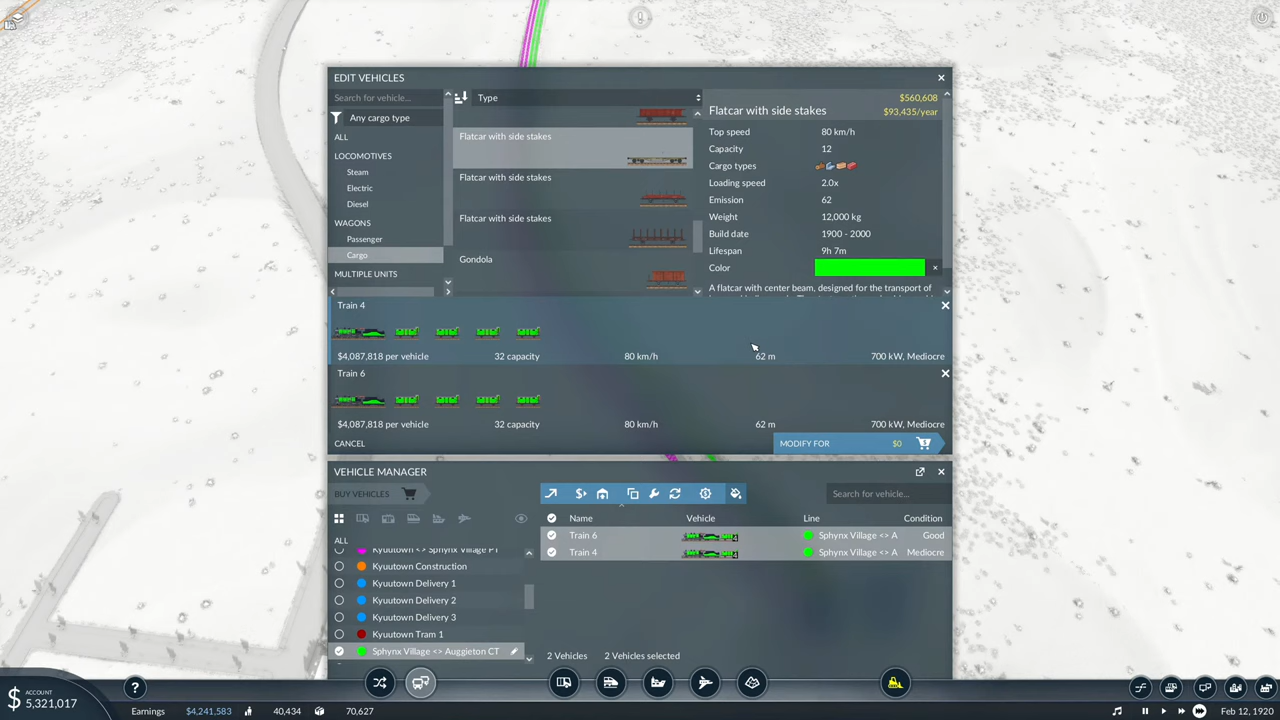 EDIT VEHICLES
Search for vehicle...
Any cargo type
ALL
LOCOMOTIVES
Steam
Electric
Diesel
WAGONS
Passenger
Cargo
MULTIPLE UNITS
Type
Flatcar with side stakes
Flatcar with side stakes
Flatcar with side stakes
Gondola
$560,608
Flatcar with side stakes
$93,435/year
Top speed 80 km/h
Capacity 12
Cargo types
Loading speed 2.0x
Emission 62
Weight 12,000 kg
Build date 1900 - 2000
Lifespan 9h 7m
Color
A flatcar with center beam, designed for the transport of
Train 4
$4,087,818 per vehicle 32 capacity 80 km/h 62 m 700 kW, Mediocre
Train 6
$4,087,818 per vehicle 32 capacity 80 km/h 62 m 700 kW, Mediocre
CANCEL
MODIFY FOR $0
VEHICLE MANAGER
BUY VEHICLES
Search for vehicle...
ALL
Kyuutown <> Sphynx Village PT
Kyuutown Construction
Kyuutown Delivery 1
Kyuutown Delivery 2
Kyuutown Delivery 3
Kyuutown Tram 1
Sphynx Village <> Auggieton CT
Name Vehicle Line Condition
Train 6 Sphynx Village <> A Good
Train 4 Sphynx Village <> A Mediocre
2 Vehicles 2 Vehicles selected
ACCOUNT
$ 5,321,017
?
Earnings $4,241,583 40,434 70,627
Feb 12, 1920